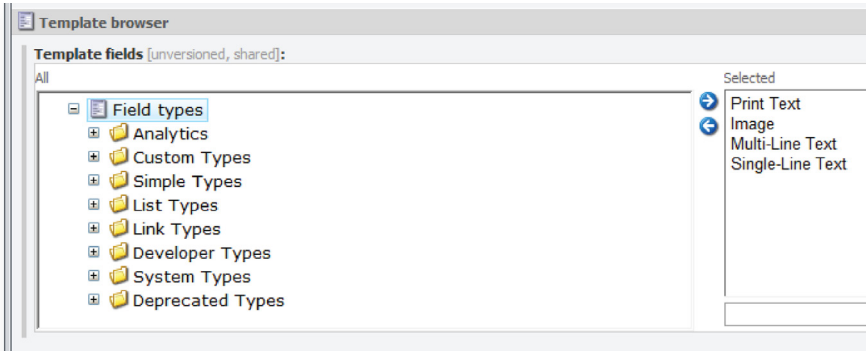 Template browser
Template fields [unversioned, shared]:
All
Selected
Field types
Analytics
Custom Types
Simple Types
List Types
Link Types
Developer Types
System Types
Deprecated Types
Print Text
Image
Multi-Line Text
Single-Line Text